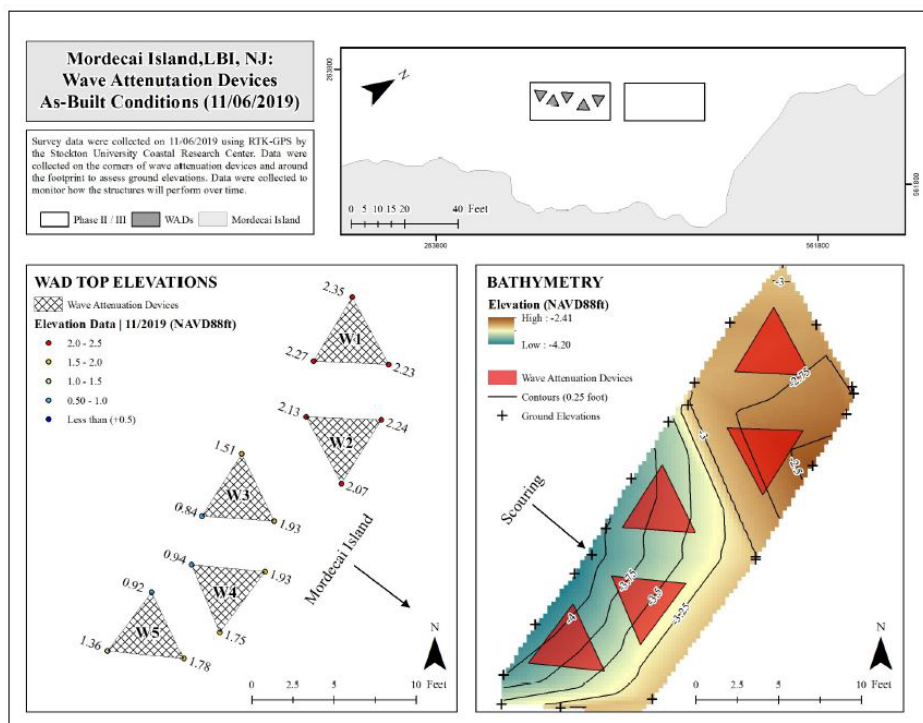 Mordecai Island,LBI, NJ:
Wave Attenutation Devices
As-Built Conditions (11/06/2019)
Survey data were collected on 11/06/2019 using RTK-GPS by
the Stockton University Coastal Research Center. Data were
collected on the corners of wave attenuation devices and around
the footprint to assess ground elevations. Data were collected to
monitor how the structures will perform over time.
Phase II / III
WADs
Mordecai Island
263800
N
0 5 10 15 20 40 Feet
561800
263800
561800
WAD TOP ELEVATIONS
Wave Attenuation Devices
Elevation Data | 11/2019 (NAVD88ft)
2.0 - 2.5
1.5 - 2.0
1.0 - 1.5
0.50 - 1.0
Less than (+0.5)
2.35
W1
2.27
2.23
2.13
2.24
W2
2.07
1.51
W3
0.84
1.93
0.94
1.93
W4
1.75
0.92
W5
1.36
1.78
Mordecai Island
N
0 2.5 5 10 Feet
BATHYMETRY
Elevation (NAVD88ft)
High : -2.41
Low : -4.20
Wave Attenuation Devices
Contours (0.25 foot)
Ground Elevations
-3
-2.75
-2.5
-3
Scouring
-3.75
-3.5
-3.25
-4
N
0 2.5 5 10 Feet